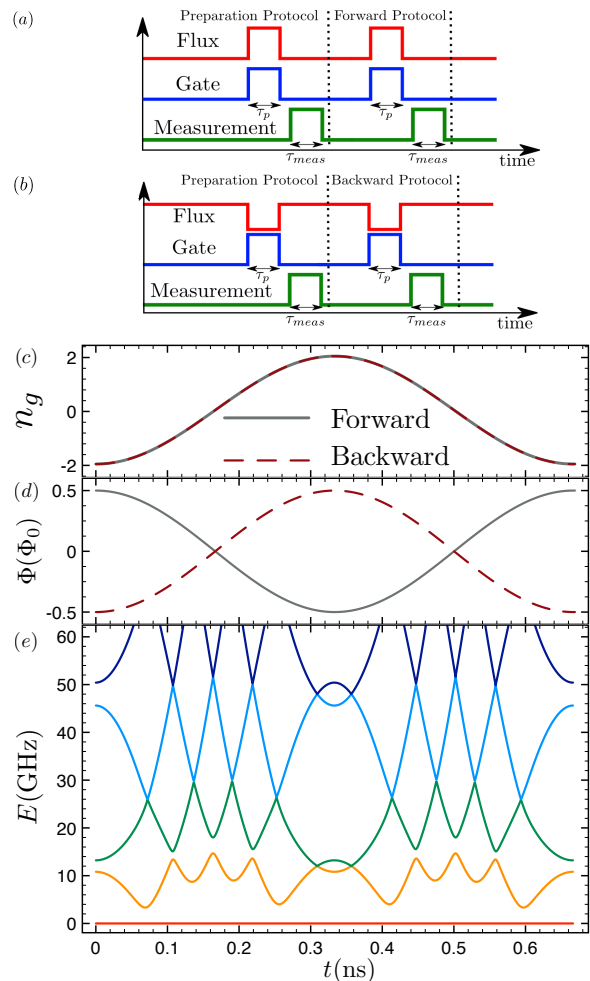 (a)
Preparation Protocol Forward Protocol
Flux
Gate
τp τp
Measurement
τmeas τmeas
time
(b)
Preparation Protocol Backward Protocol
Flux
Gate
τp τp
Measurement
τmeas τmeas
time
(c)
ng
2
0
-2
Forward
Backward
(d)
Φ(Φ0)
0.5
0
-0.5
(e)
E(GHz)
60
50
40
30
20
10
0
0 0.1 0.2 0.3 0.4 0.5 0.6
t(ns)